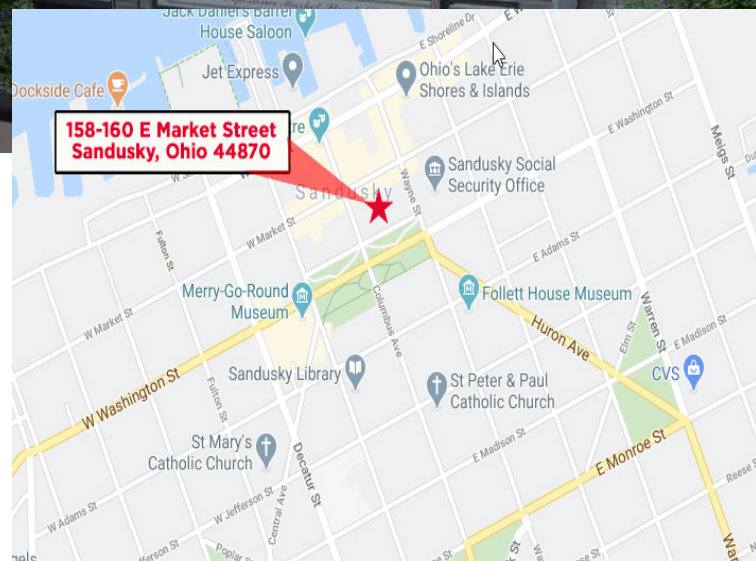 Jack Daniel's Barrel
House Saloon
E Shoreline Dr
Jet Express
Ohio's Lake Erie
Shores & Islands
Dockside Cafe
158-160 E Market Street
Sandusky, Ohio 44870
E Washington St
Meigs St
Sandusky Social
Security Office
Sandusky
Wayne St
W Market St
Fulton St
E Adams St
Merry-Go-Round
Museum
Follett House Museum
Columbus Ave
Warren St
W Market St
Huron Ave
Elm St
E Madison St
W Washington St
Sandusky Library
CVS
Fulton St
St Peter & Paul
Catholic Church
St Mary's
Catholic Church
Decatur St
E Madison St
E Monroe St
Central Ave
W Jefferson St
W Adams St
Poplar St